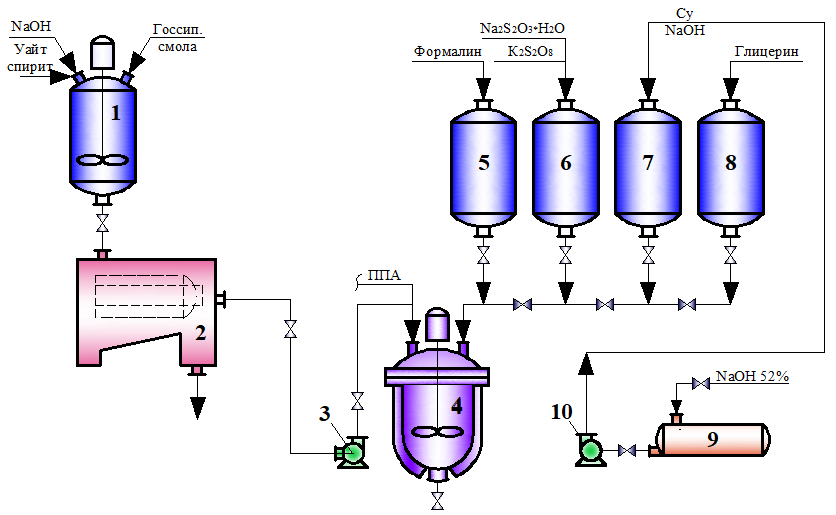 NaOH
Уайт
спирит
Госсип.
смола
1
Na2S2O3*H2O
Формалин
K2S2O8
Су
NaOH
Глицерин
5
6
7
8
ППА
2
3
4
NaOH 52%
10
9